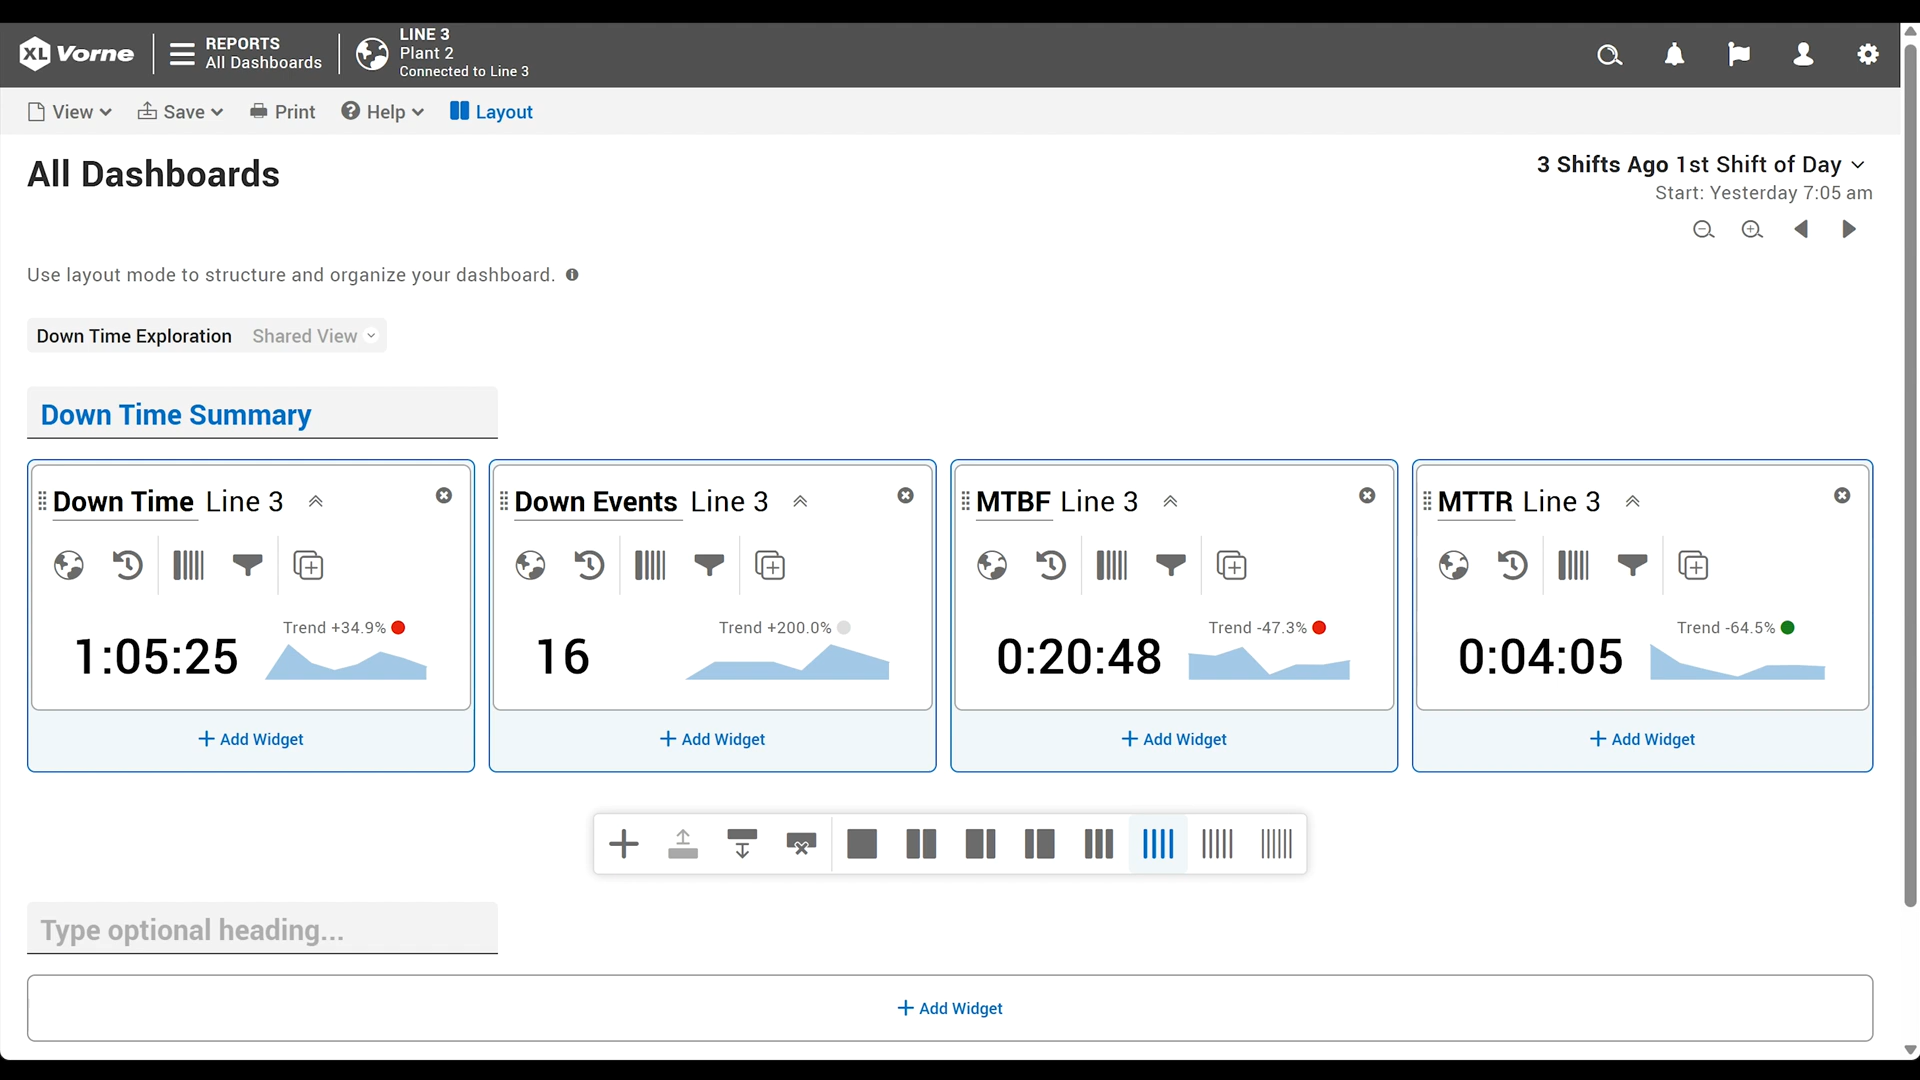 XL Vorne
REPORTS
All Dashboards
LINE 3
Plant 2
Connected to Line 3
View
Save
Print
Help
Layout
All Dashboards
3 Shifts Ago 1st Shift of Day
Start: Yesterday 7:05 am
Use layout mode to structure and organize your dashboard.
Down Time Exploration Shared View
Down Time Summary
Down Time Line 3
Trend +34.9%
1:05:25
+ Add Widget
Down Events Line 3
Trend +200.0%
16
+ Add Widget
MTBF Line 3
Trend -47.3%
0:20:48
+ Add Widget
MTTR Line 3
Trend -64.5%
0:04:05
+ Add Widget
Type optional heading...
+ Add Widget